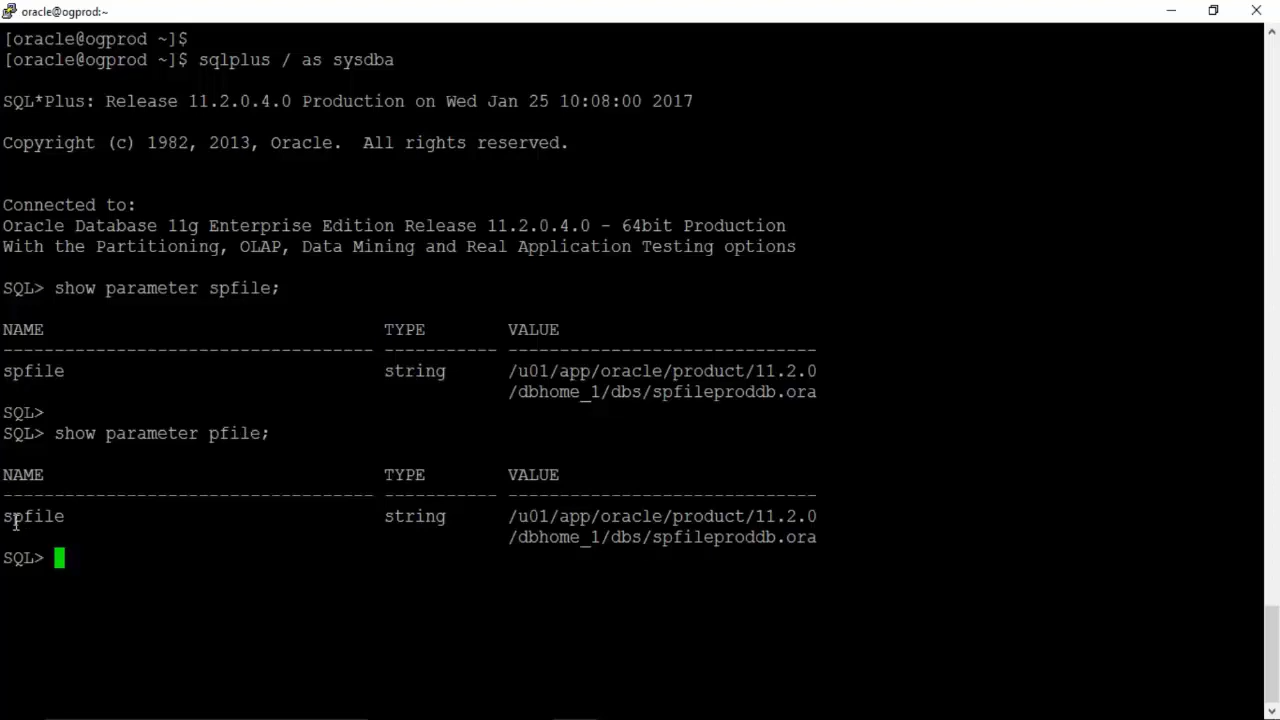 oracle@ogprod:~
[oracle@ogprod ~]$
[oracle@ogprod ~]$ sqlplus / as sysdba
SQL*Plus: Release 11.2.0.4.0 Production on Wed Jan 25 10:08:00 2017
Copyright (c) 1982, 2013, Oracle.  All rights reserved.
Connected to:
Oracle Database 11g Enterprise Edition Release 11.2.0.4.0 - 64bit Production
With the Partitioning, OLAP, Data Mining and Real Application Testing options
SQL> show parameter spfile;
NAME                                 TYPE        VALUE
------------------------------------ ----------- ------------------------------
spfile                               string      /u01/app/oracle/product/11.2.0
                                                 /dbhome_1/dbs/spfileproddb.ora
SQL>
SQL> show parameter pfile;
NAME                                 TYPE        VALUE
------------------------------------ ----------- ------------------------------
spfile                               string      /u01/app/oracle/product/11.2.0
                                                 /dbhome_1/dbs/spfileproddb.ora
SQL>